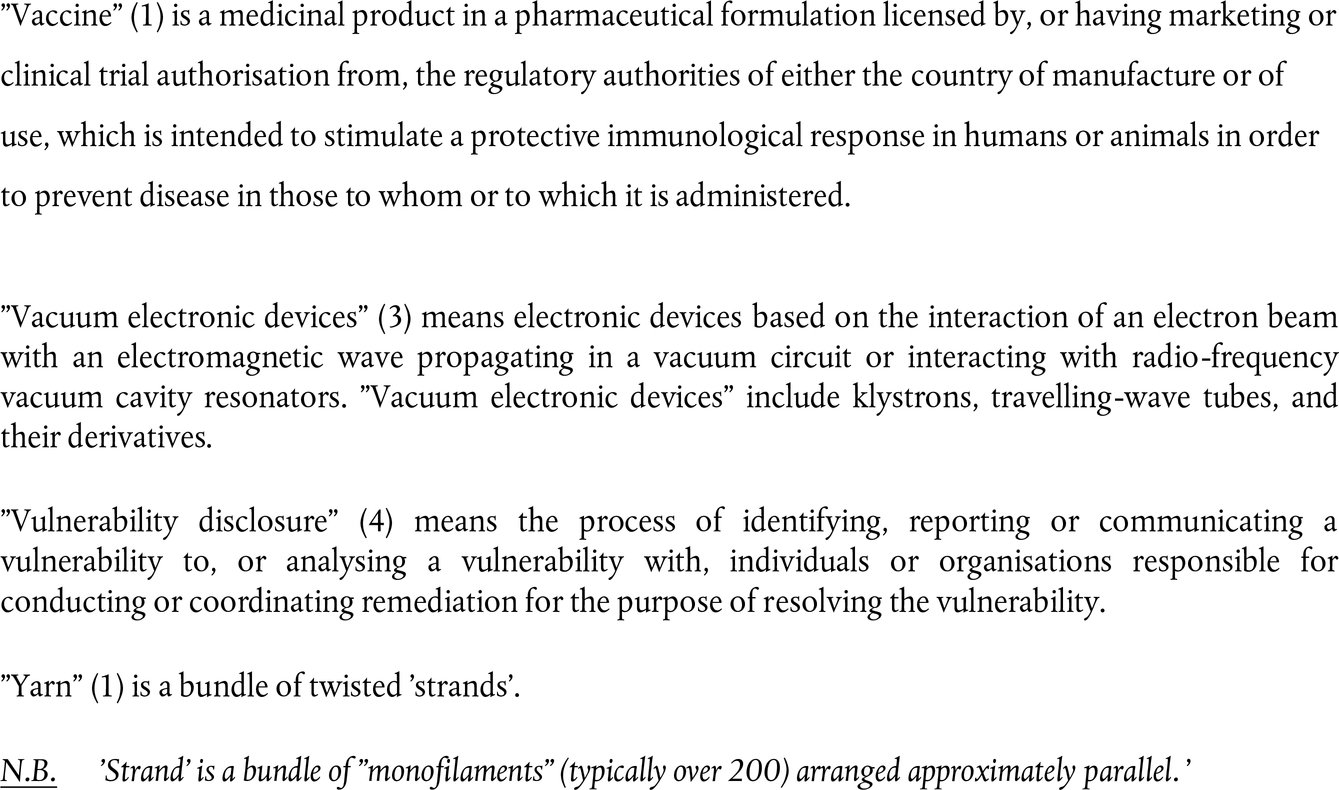 ”Vaccine” (1) is a medicinal product in a pharmaceutical formulation licensed by, or having marketing or
clinical trial authorisation from, the regulatory authorities of either the country of manufacture or of
use, which is intended to stimulate a protective immunological response in humans or animals in order
to prevent disease in those to whom or to which it is administered.
”Vacuum electronic devices” (3) means electronic devices based on the interaction of an electron beam
with an electromagnetic wave propagating in a vacuum circuit or interacting with radio-frequency
vacuum cavity resonators. ”Vacuum electronic devices” include klystrons, travelling-wave tubes, and
their derivatives.
”Vulnerability disclosure” (4) means the process of identifying, reporting or communicating a
vulnerability to, or analysing a vulnerability with, individuals or organisations responsible for
conducting or coordinating remediation for the purpose of resolving the vulnerability.
”Yarn” (1) is a bundle of twisted ’strands’.
N.B. ’Strand’ is a bundle of ”monofilaments” (typically over 200) arranged approximately parallel. ’